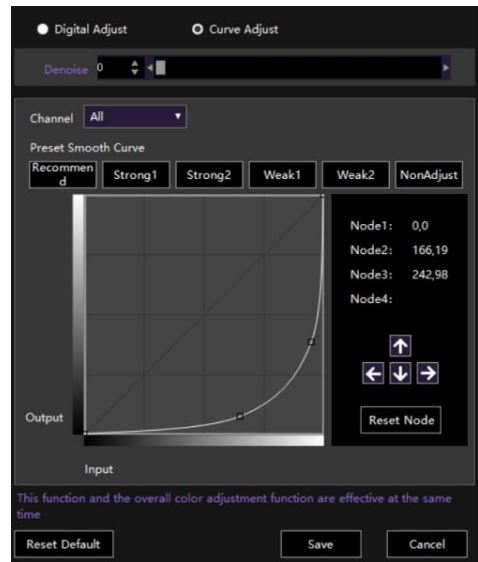 Digital Adjust
Curve Adjust
Denoise 0
Channel All
Preset Smooth Curve
Recommen
d
Strong1
Strong2
Weak1
Weak2
NonAdjust
Node1: 0,0
Node2: 166,19
Node3: 242,98
Node4:
Output
Reset Node
Input
This function and the overall color adjustment function are effective at the same
time
Reset Default
Save
Cancel